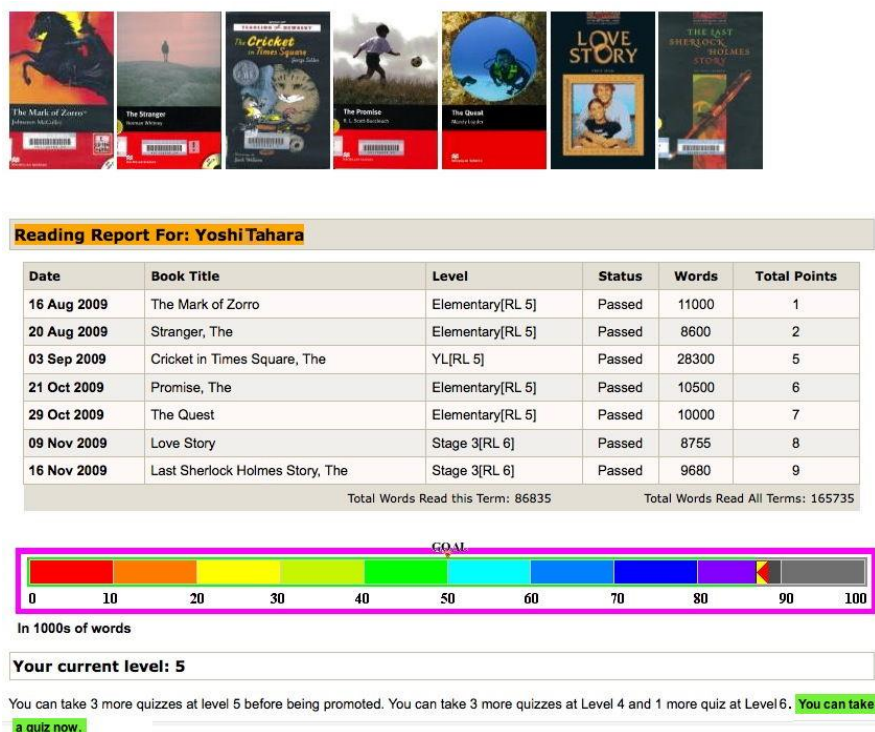 The Mark of Zorro™
Johnston McCulley
The Stranger
Norman Whitney
The Cricket
in Times Square
George Selden
The Promise
R. L. Scott-Buccleuch
The Quest
LOVE
STORY
THE LAST
SHERLOCK
HOLMES
STORY
Reading Report For: Yoshi Tahara
Date Book Title Level Status Words Total Points
16 Aug 2009 The Mark of Zorro Elementary[RL 5] Passed 11000 1
20 Aug 2009 Stranger, The Elementary[RL 5] Passed 8600 2
03 Sep 2009 Cricket in Times Square, The YL[RL 5] Passed 28300 5
21 Oct 2009 Promise, The Elementary[RL 5] Passed 10500 6
29 Oct 2009 The Quest Elementary[RL 5] Passed 10000 7
09 Nov 2009 Love Story Stage 3[RL 6] Passed 8755 8
16 Nov 2009 Last Sherlock Holmes Story, The Stage 3[RL 6] Passed 9680 9
Total Words Read this Term: 86835 Total Words Read All Terms: 165735
GOAL
0 10 20 30 40 50 60 70 80 90 100
In 1000s of words
Your current level: 5
You can take 3 more quizzes at level 5 before being promoted. You can take 3 more quizzes at Level 4 and 1 more quiz at Level 6. You can take
a quiz now.